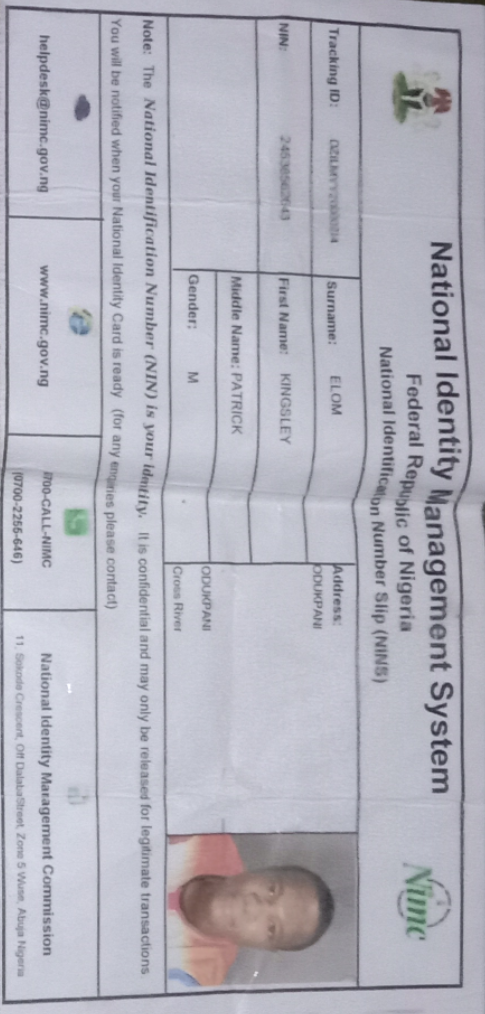 National Identity Management System
Federal Republic of Nigeria
National Identification Number Slip (NINS)
Nimc
Tracking ID:
Surname: ELOM
Address:
ODUKPANI
NIN:
First Name: KINGSLEY
Middle Name: PATRICK
Gender: M
ODUKPANI
Cross River
Note: The National Identification Number (NIN) is your identity. It is confidential and may only be released for legitimate transactions.
You will be notified when your National Identity Card is ready (for any enquiries please contact)
helpdesk@nimc.gov.ng
www.nimc.gov.ng
0700-CALL-NIMC
(0700-2255-646)
National Identity Management Commission
11, Sokode Crescent, Off Dalaba Street, Zone 5 Wuse, Abuja Nigeria